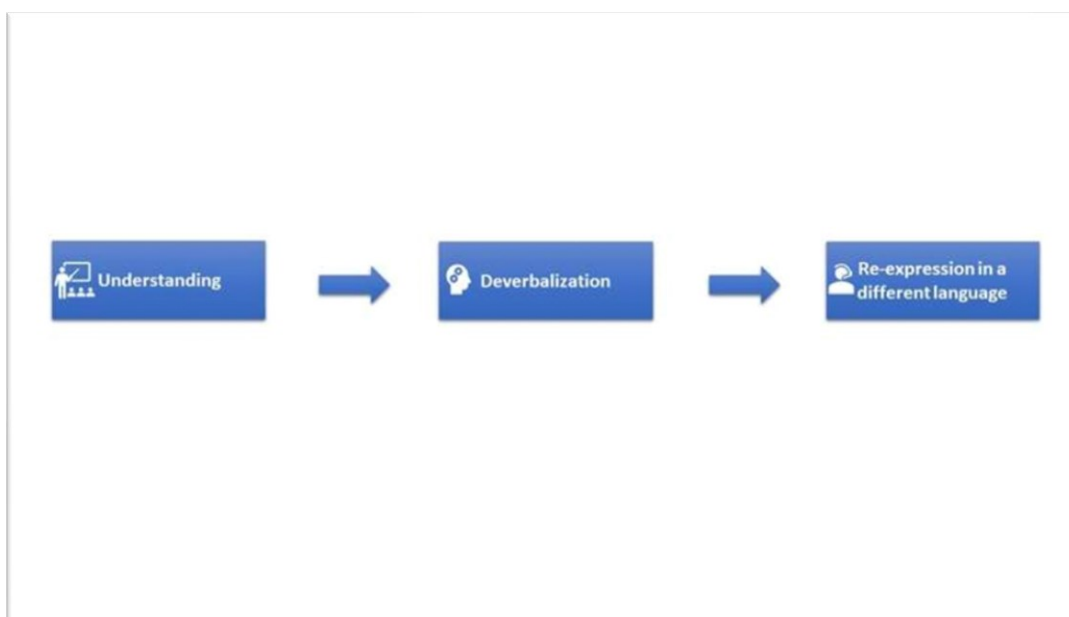 Understanding
Deverbalization
Re-expression in a
different language